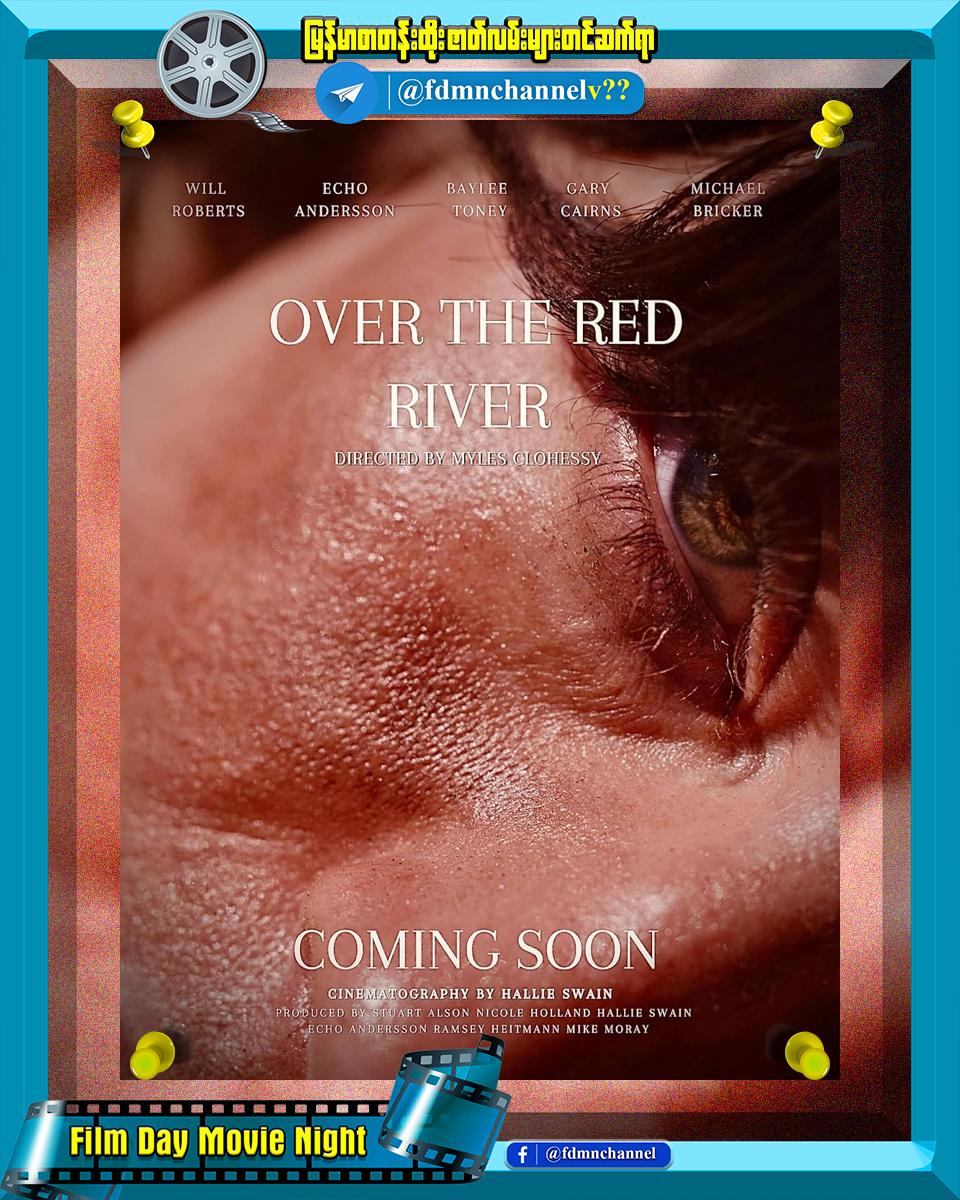 မြန်မာစာတန်းထိုးဇာတ်လမ်းများတင်ဆက်ရာ
@fdmnchannelv??
WILL ECHO BAYLEE GARY MICHAEL
ROBERTS ANDERSSON TONEY CAIRNS BRICKER
OVER THE RED
RIVER
DIRECTED BY MYLES CLOHESSY
COMING SOON
CINEMATOGRAPHY BY HALLIE SWAIN
PRODUCED BY STUART ALSON NICOLE HOLLAND HALLIE SWAIN
ECHO ANDERSSON RAMSEY HEITMANN MIKE MORAY
Film Day Movie Night
@fdmnchannel